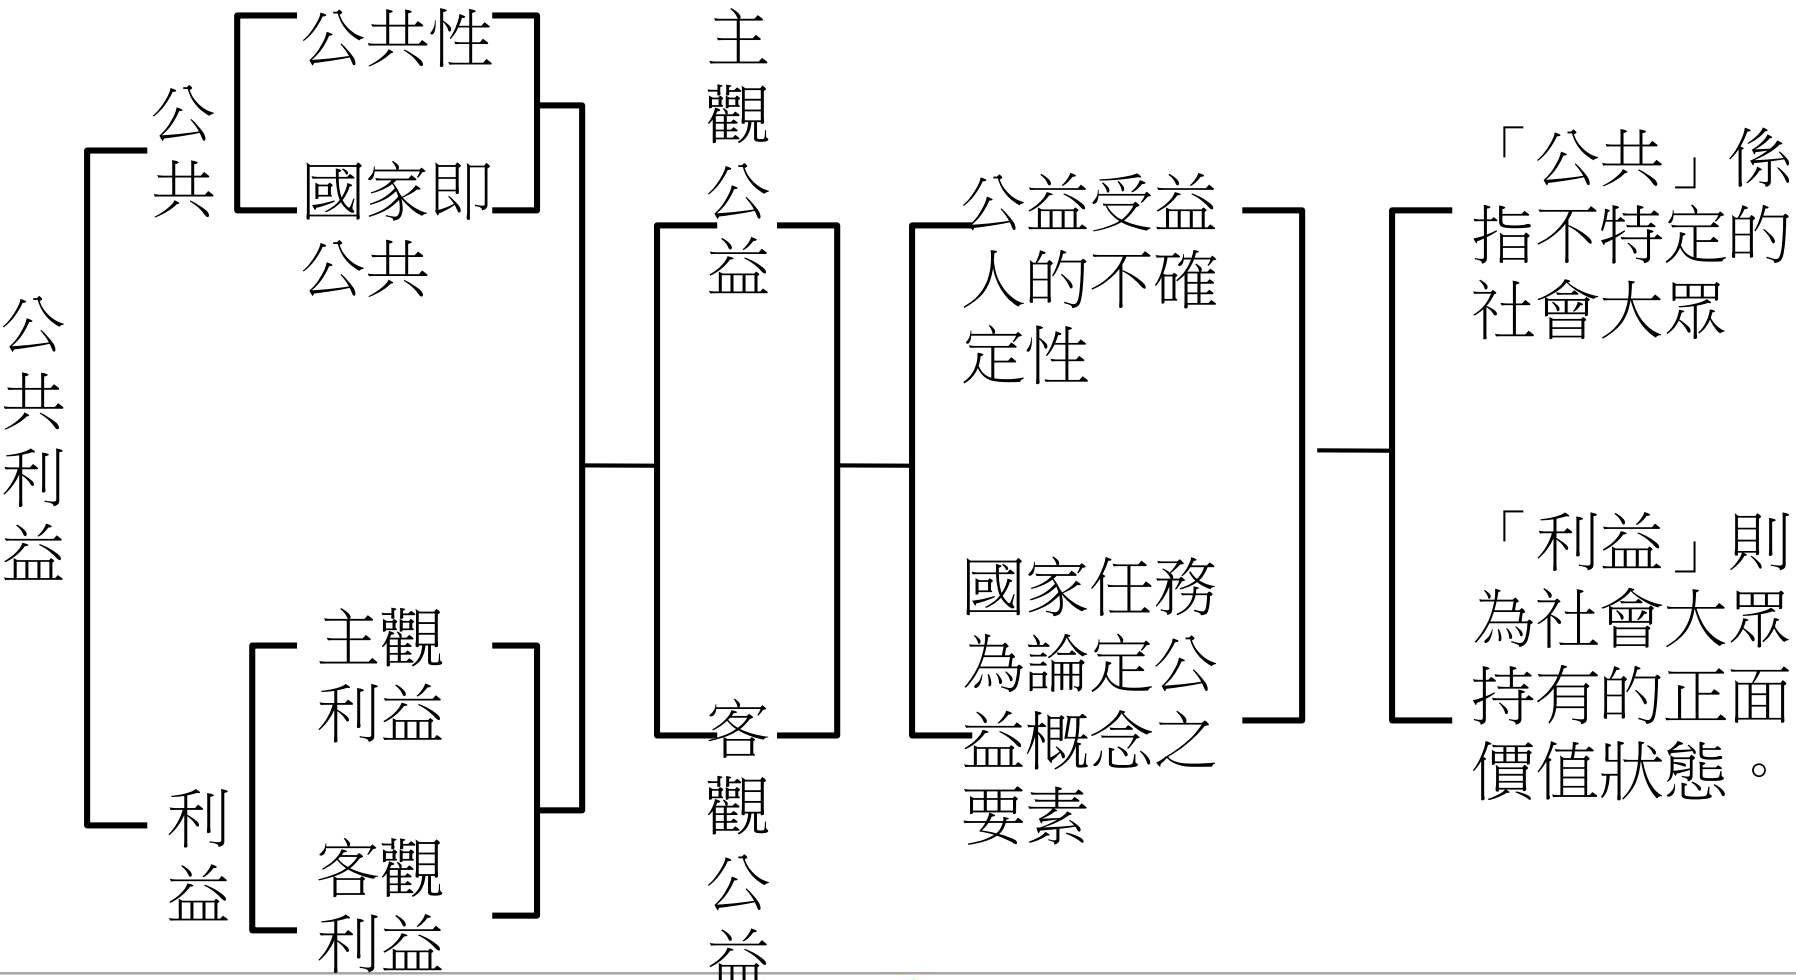 公共利益
公共
利益
公共性
國家即
公共
主觀
利益
客觀
利益
主觀公益
客觀公益
公益受益
人的不確
定性
國家任務
為論定公
益概念之
要素
「公共」係
指不特定的
社會大眾
「利益」則
為社會大眾
持有的正面
價值狀態。